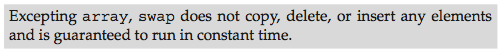 Excepting array, swap does not copy, delete, or insert any elements
and is guaranteed to run in constant time.